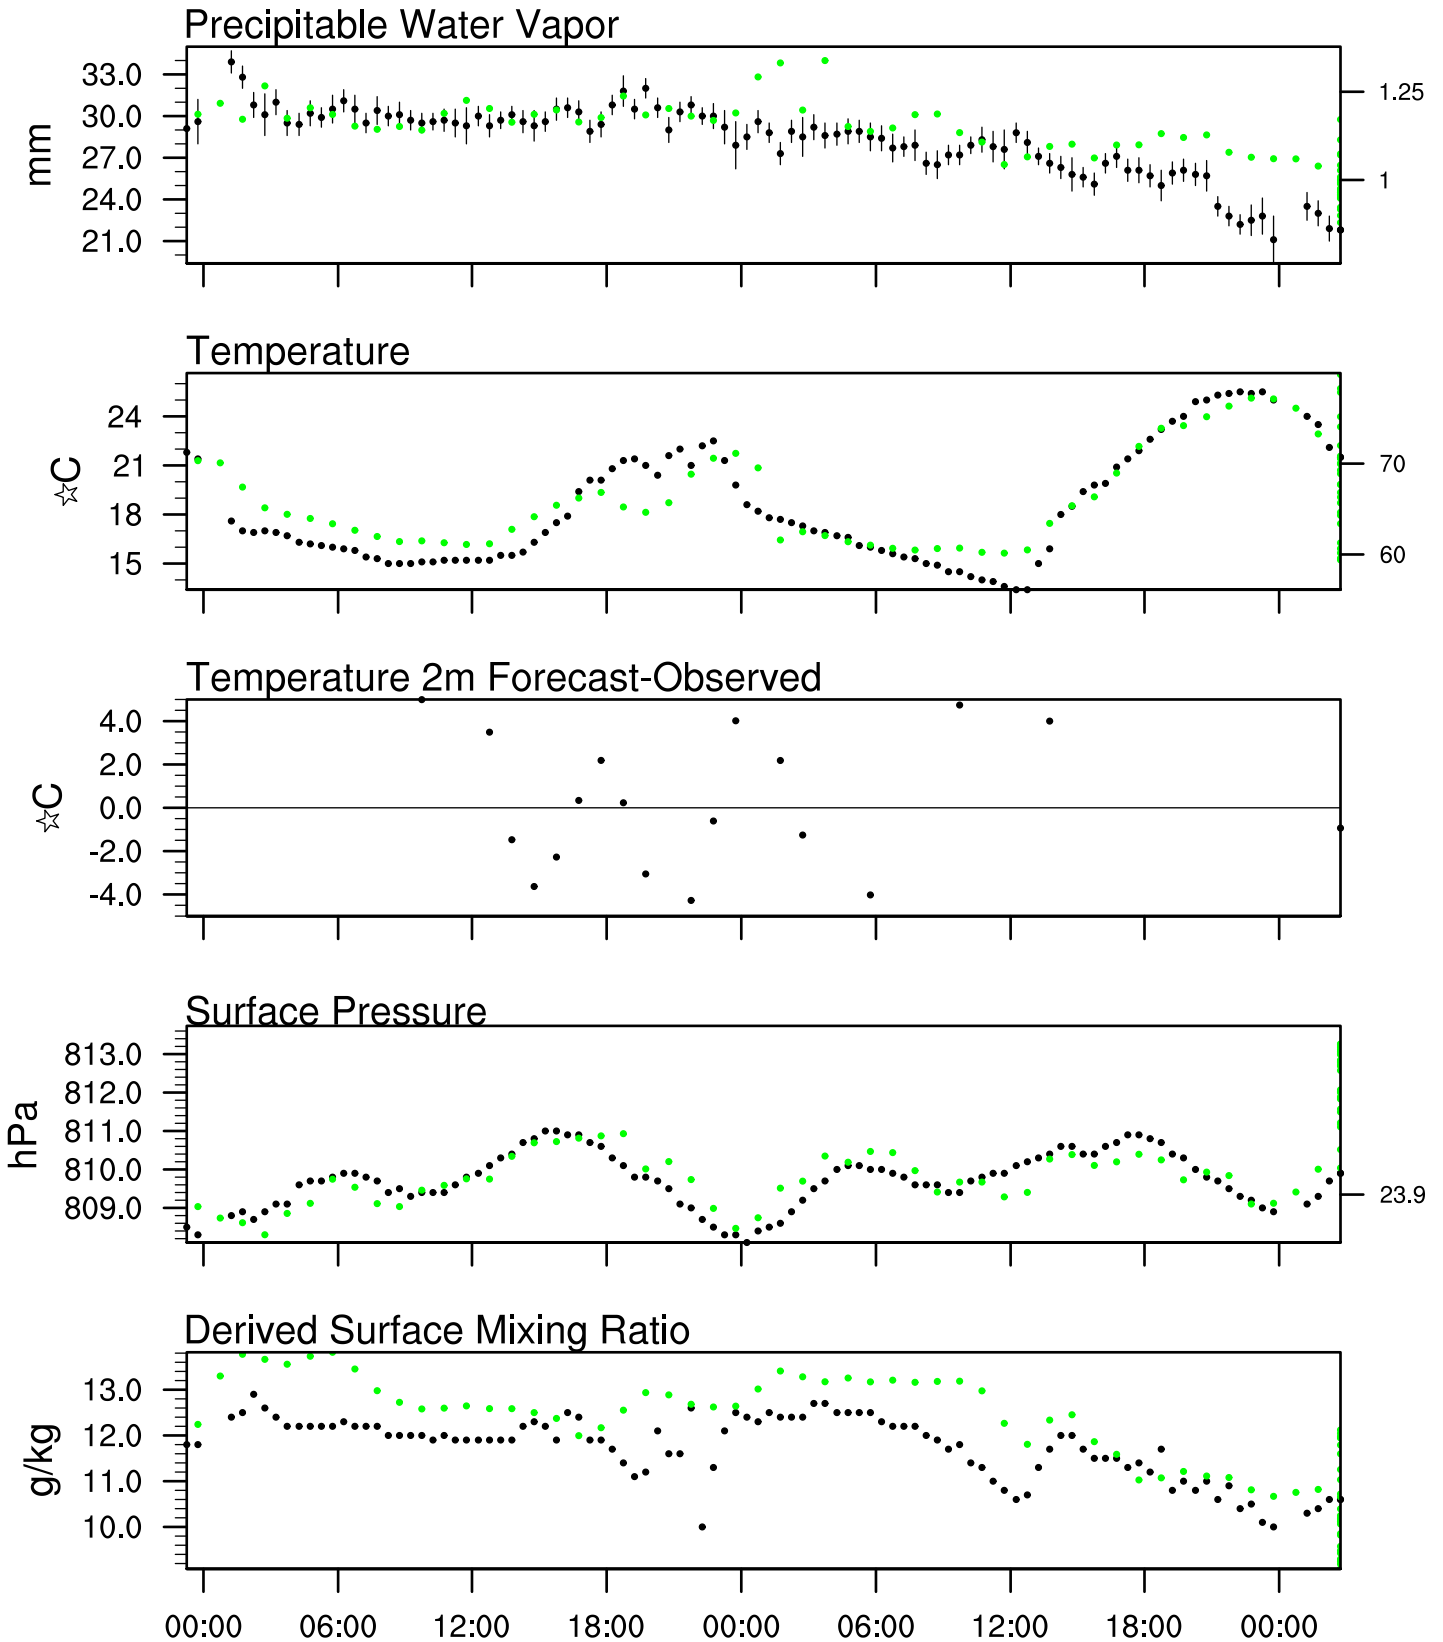 Precipitable Water Vapor
33.0
30.0
27.0
24.0
21.0
mm
1.25
1
Temperature
24
21
18
15
☆C
70
60
Temperature 2m Forecast-Observed
4.0
2.0
0.0
-2.0
-4.0
☆C
Surface Pressure
813.0
812.0
811.0
810.0
809.0
hPa
23.9
Derived Surface Mixing Ratio
13.0
12.0
11.0
10.0
g/kg
00:00 06:00 12:00 18:00 00:00 06:00 12:00 18:00 00:00